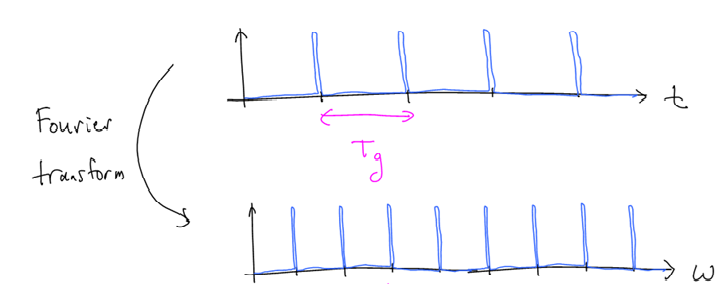 t
Fourier
transform
Tg
ω